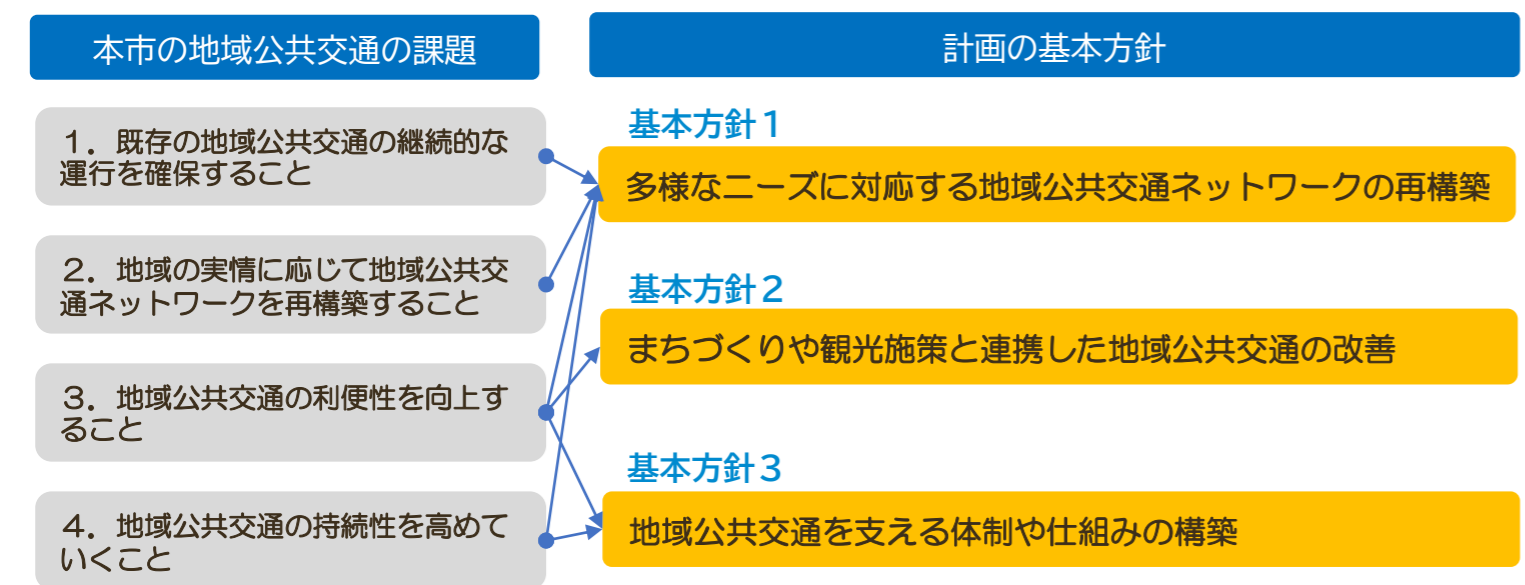 本市の地域公共交通の課題
１．既存の地域公共交通の継続的な
運行を確保すること
２．地域の実情に応じて地域公共交
通ネットワークを再構築すること
３．地域公共交通の利便性を向上す
ること
４．地域公共交通の持続性を高めて
いくこと
計画の基本方針
基本方針１
多様なニーズに対応する地域公共交通ネットワークの再構築
基本方針２
まちづくりや観光施策と連携した地域公共交通の改善
基本方針３
地域公共交通を支える体制や仕組みの構築